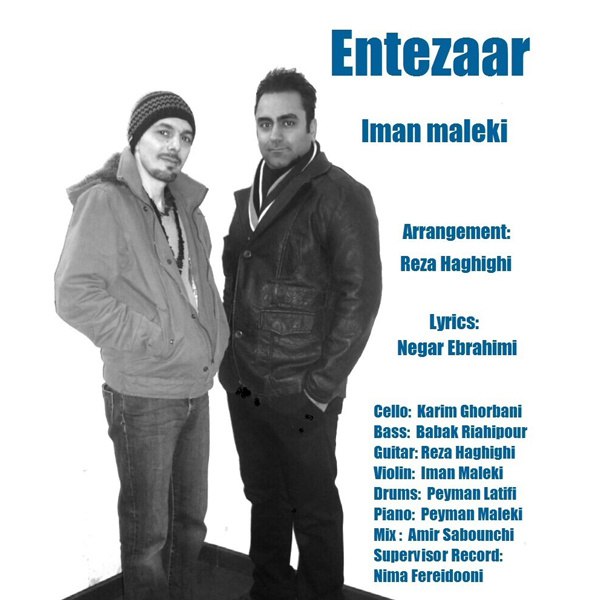 Entezaar
Iman maleki
Arrangement:
Reza Haghighi
Lyrics:
Negar Ebrahimi
Cello: Karim Ghorbani
Bass: Babak Riahipour
Guitar: Reza Haghighi
Violin: Iman Maleki
Drums: Peyman Latifi
Piano: Peyman Maleki
Mix : Amir Sabounchi
Supervisor Record:
Nima Fereidooni